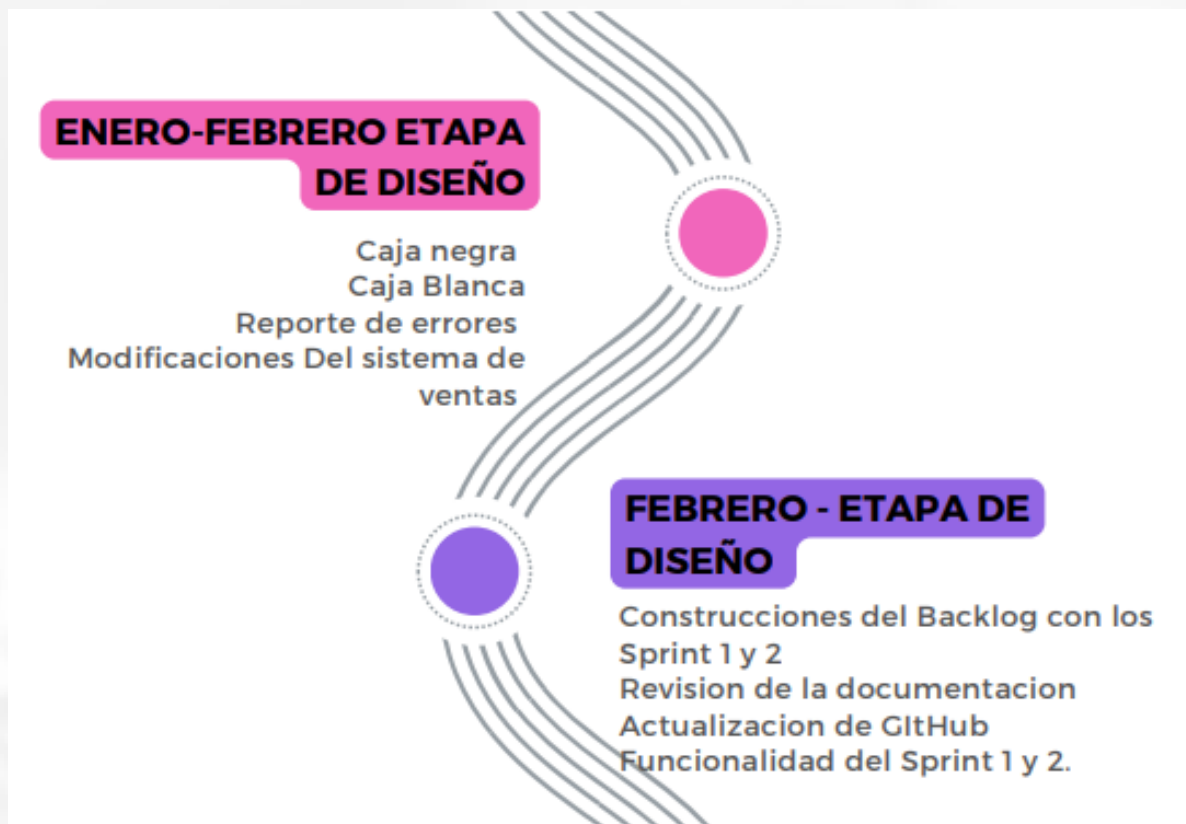 ENERO-FEBRERO ETAPA
DE DISEÑO
Caja negra
Caja Blanca
Reporte de errores
Modificaciones Del sistema de
ventas
FEBRERO - ETAPA DE
DISEÑO
Construcciones del Backlog con los
Sprint 1 y 2
Revision de la documentacion
Actualizacion de GItHub
Funcionalidad del Sprint 1 y 2.